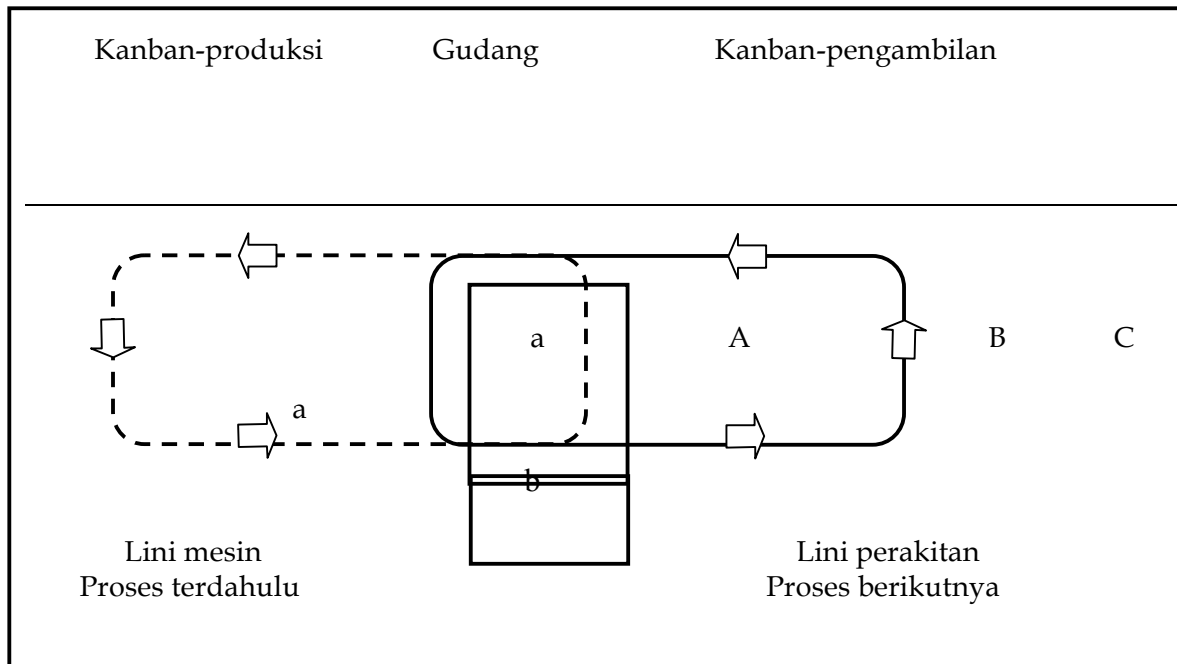 Kanban-produksi Gudang Kanban-pengambilan
a A B C
a
b
Lini mesin Lini perakitan
Proses terdahulu Proses berikutnya